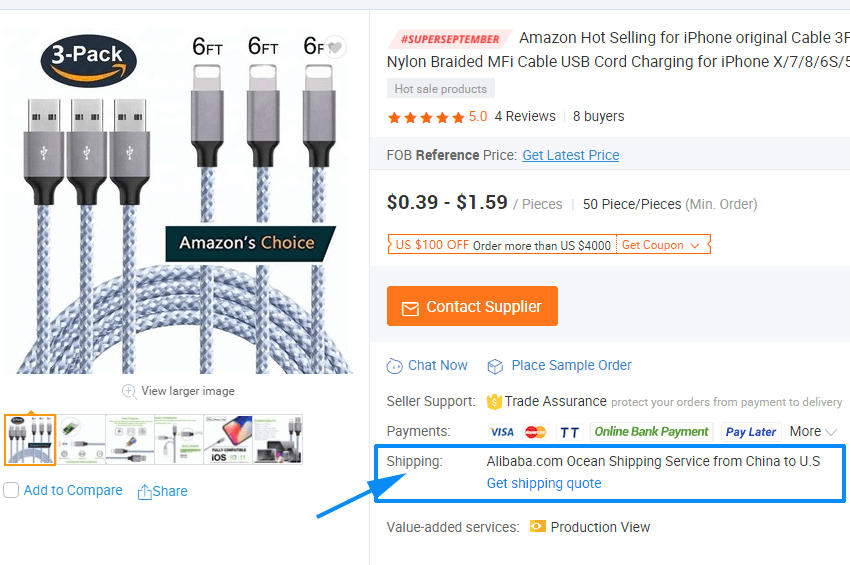 3-Pack
6FT 6FT 6F
Amazon's Choice
View larger image
Add to Compare
Share
#SUPERSEPTEMBER Amazon Hot Selling for iPhone original Cable 3F
Nylon Braided MFi Cable USB Cord Charging for iPhone X/7/8/6S/5
Hot sale products
5.0 4 Reviews 8 buyers
FOB Reference Price: Get Latest Price
$0.39 - $1.59 / Pieces 50 Piece/Pieces (Min. Order)
US $100 OFF Order more than US $4000 Get Coupon
Contact Supplier
Chat Now Place Sample Order
Seller Support: Trade Assurance protect your orders from payment to delivery
Payments: VISA TT Online Bank Payment Pay Later More
Shipping: Alibaba.com Ocean Shipping Service from China to U.S
Get shipping quote
Value-added services: Production View